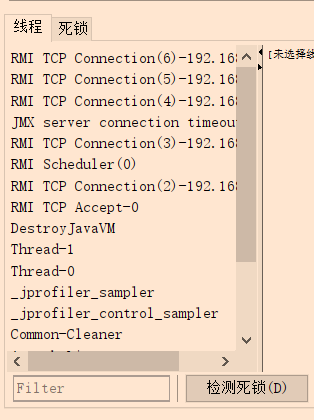 线程 死锁
[未选择线
RMI TCP Connection(6)-192.168
RMI TCP Connection(5)-192.168
RMI TCP Connection(4)-192.168
JMX server connection timeout
RMI TCP Connection(3)-192.168
RMI Scheduler(0)
RMI TCP Connection(2)-192.168
RMI TCP Accept-0
DestroyJavaVM
Thread-1
Thread-0
_jprofiler_sampler
_jprofiler_control_sampler
Common-Cleaner
Filter
检测死锁(D)